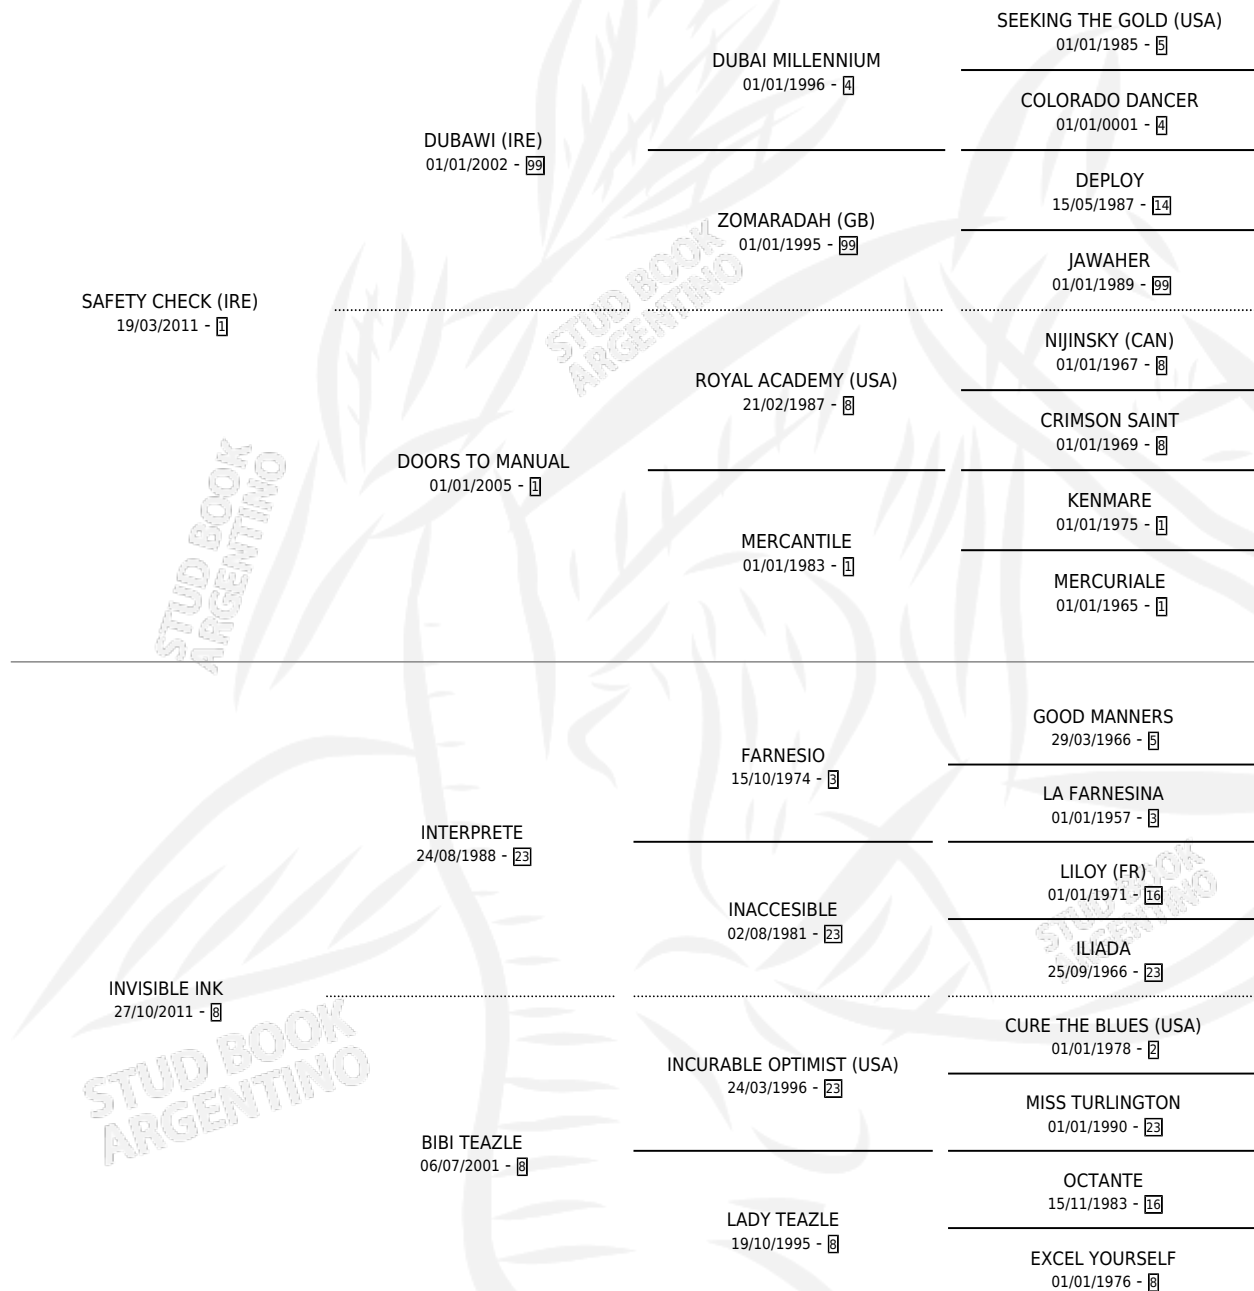 SEEKING THE GOLD (USA)
01/01/1985 - 5
DUBAI MILLENNIUM
01/01/1996 - 4
COLORADO DANCER
01/01/0001 - 4
DUBAWI (IRE)
01/01/2002 - 99
DEPLOY
15/05/1987 - 14
ZOMARADAH (GB)
01/01/1995 - 99
JAWAHER
01/01/1989 - 99
SAFETY CHECK (IRE)
19/03/2011 - 1
STUD BOOK
ARGENTINO
NIJINSKY (CAN)
01/01/1967 - 8
ROYAL ACADEMY (USA)
21/02/1987 - 8
CRIMSON SAINT
01/01/1969 - 8
DOORS TO MANUAL
01/01/2005 - 1
KENMARE
01/01/1975 - 1
MERCANTILE
01/01/1983 - 1
MERCURIALE
01/01/1965 - 1
STUD BOOK
ARGENTINO
GOOD MANNERS
29/03/1966 - 5
FARNESIO
15/10/1974 - 3
LA FARNESINA
01/01/1957 - 3
INTERPRETE
24/08/1988 - 23
LILOY (FR)
01/01/1971 - 16
INACCESIBLE
02/08/1981 - 23
ILIADA
25/09/1966 - 23
STUD BOOK
ARGENTINO
INVISIBLE INK
27/10/2011 - 8
CURE THE BLUES (USA)
01/01/1978 - 2
INCURABLE OPTIMIST (USA)
24/03/1996 - 23
MISS TURLINGTON
01/01/1990 - 23
STUD BOOK
ARGENTINO
BIBI TEAZLE
06/07/2001 - 8
OCTANTE
15/11/1983 - 16
LADY TEAZLE
19/10/1995 - 8
EXCEL YOURSELF
01/01/1976 - 8